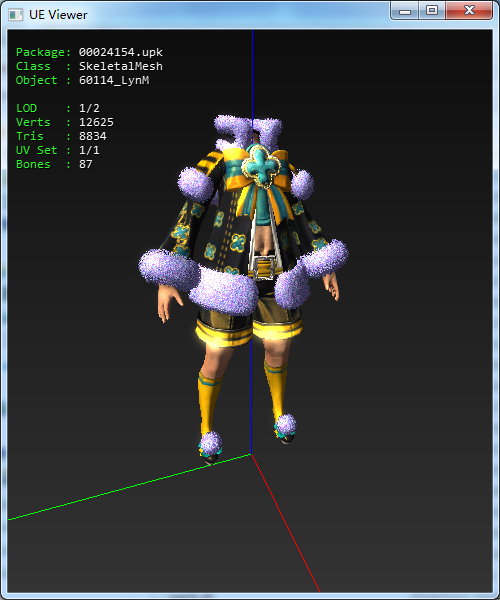 UE Viewer
Package: 00024154.upk
Class : SkeletalMesh
Object : 60114_LynM
LOD : 1/2
Verts : 12625
Tris : 8834
UV Set : 1/1
Bones : 87